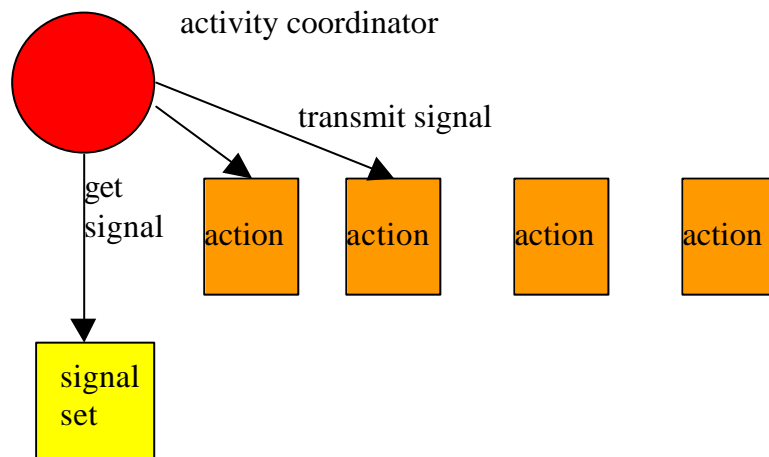 activity coordinator
transmit signal
get
signal
action
action
action
action
signal
set